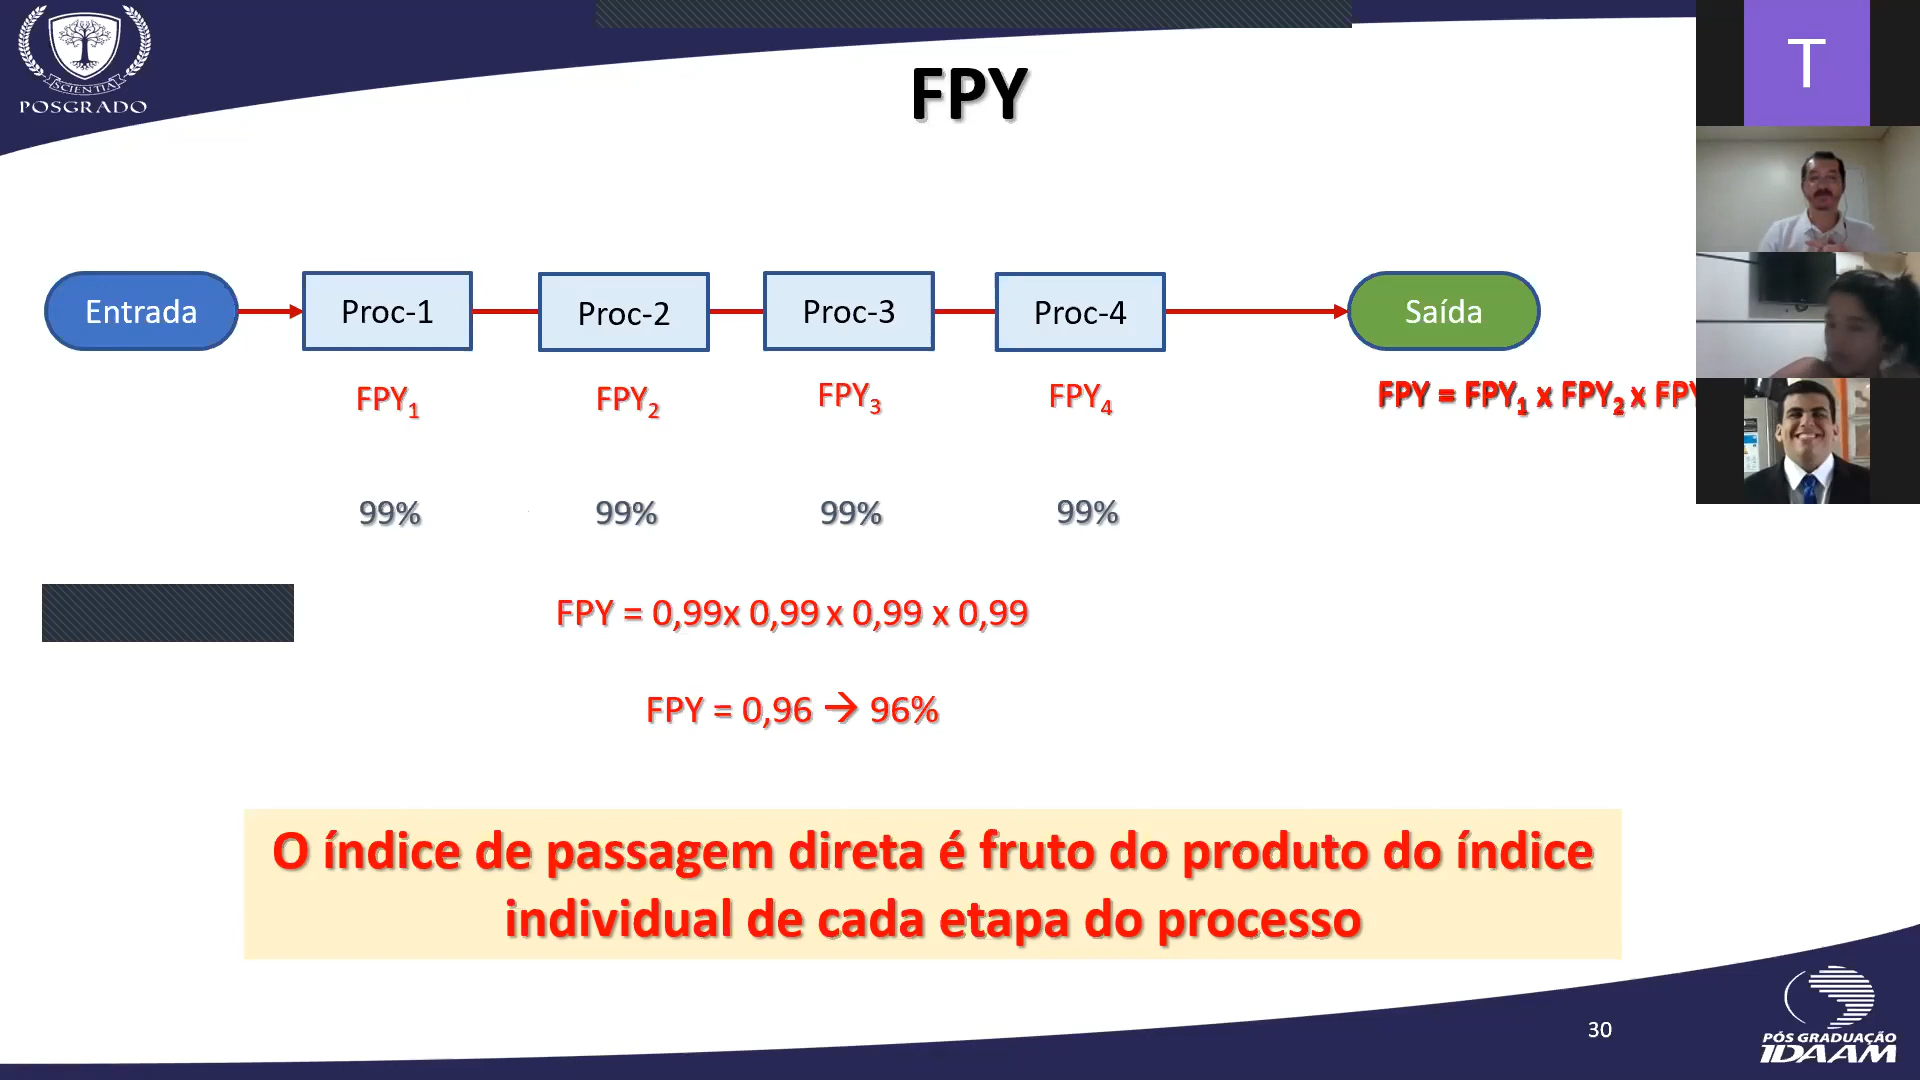 SCIENTIA
POSGRADO
FPY
T
Entrada
Proc-1
Proc-2
Proc-3
Proc-4
Saída
FPY1
FPY2
FPY3
FPY4
FPY = FPY1 x FPY2 x FPY
99%
99%
99%
99%
FPY = 0,99x 0,99 x 0,99 x 0,99
FPY = 0,96 → 96%
O índice de passagem direta é fruto do produto do índice
individual de cada etapa do processo
30
PÓS GRADUAÇÃO
IDAAM